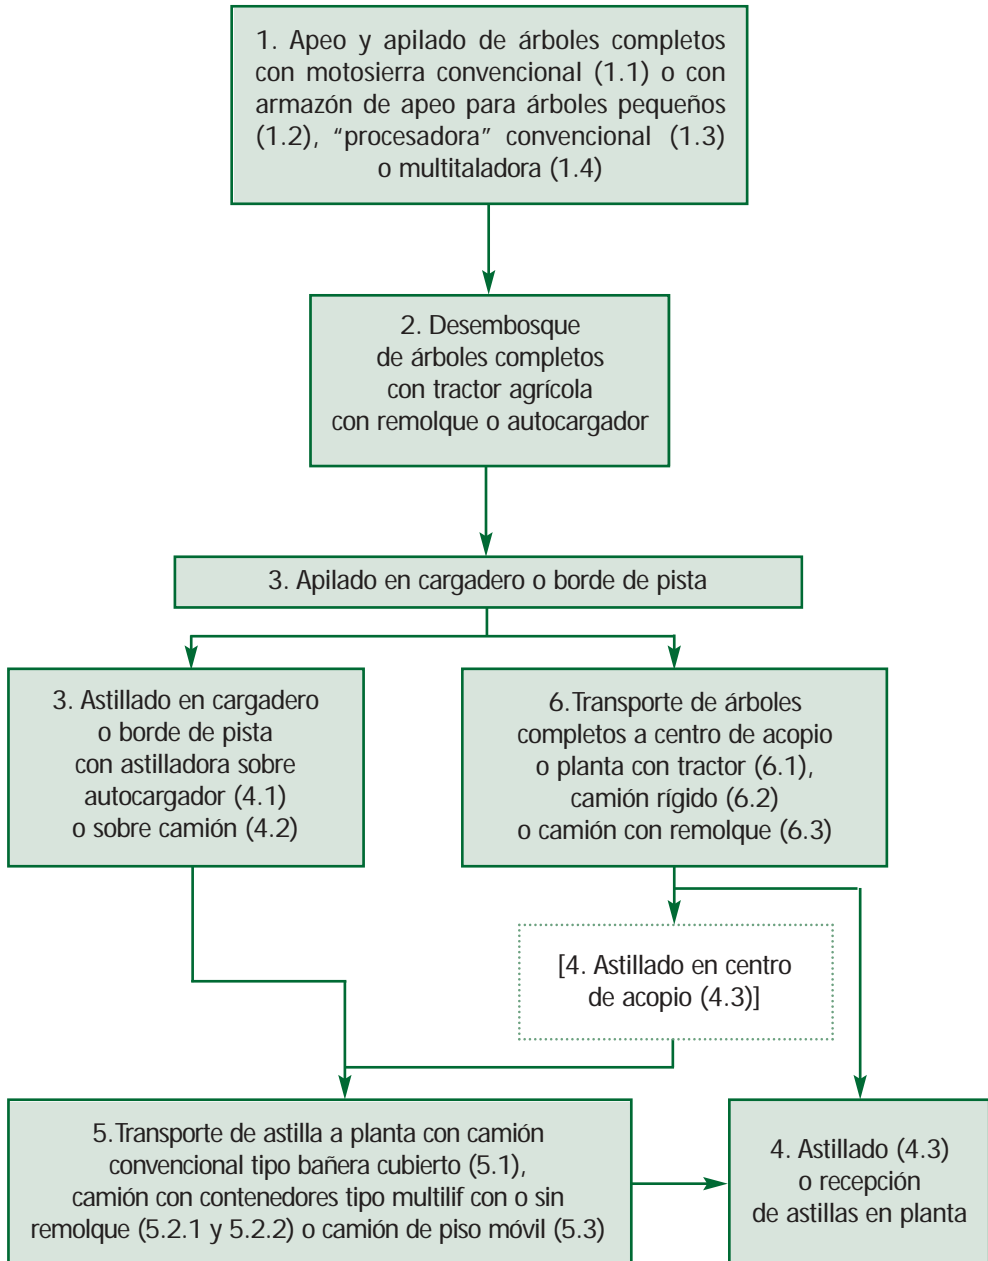 1. Apeo y apilado de árboles completos
con motosierra convencional (1.1) o con
armazón de apeo para árboles pequeños
(1.2), “procesadora” convencional (1.3)
o multitaladora (1.4)
2. Desembosque
de árboles completos
con tractor agrícola
con remolque o autocargador
3. Apilado en cargadero o borde de pista
3. Astillado en cargadero
o borde de pista
con astilladora sobre
autocargador (4.1)
o sobre camión (4.2)
6.Transporte de árboles
completos a centro de acopio
o planta con tractor (6.1),
camión rígido (6.2)
o camión con remolque (6.3)
[4. Astillado en centro
de acopio (4.3)]
5.Transporte de astilla a planta con camión
convencional tipo bañera cubierto (5.1),
camión con contenedores tipo multilif con o sin
remolque (5.2.1 y 5.2.2) o camión de piso móvil (5.3)
4. Astillado (4.3)
o recepción
de astillas en planta